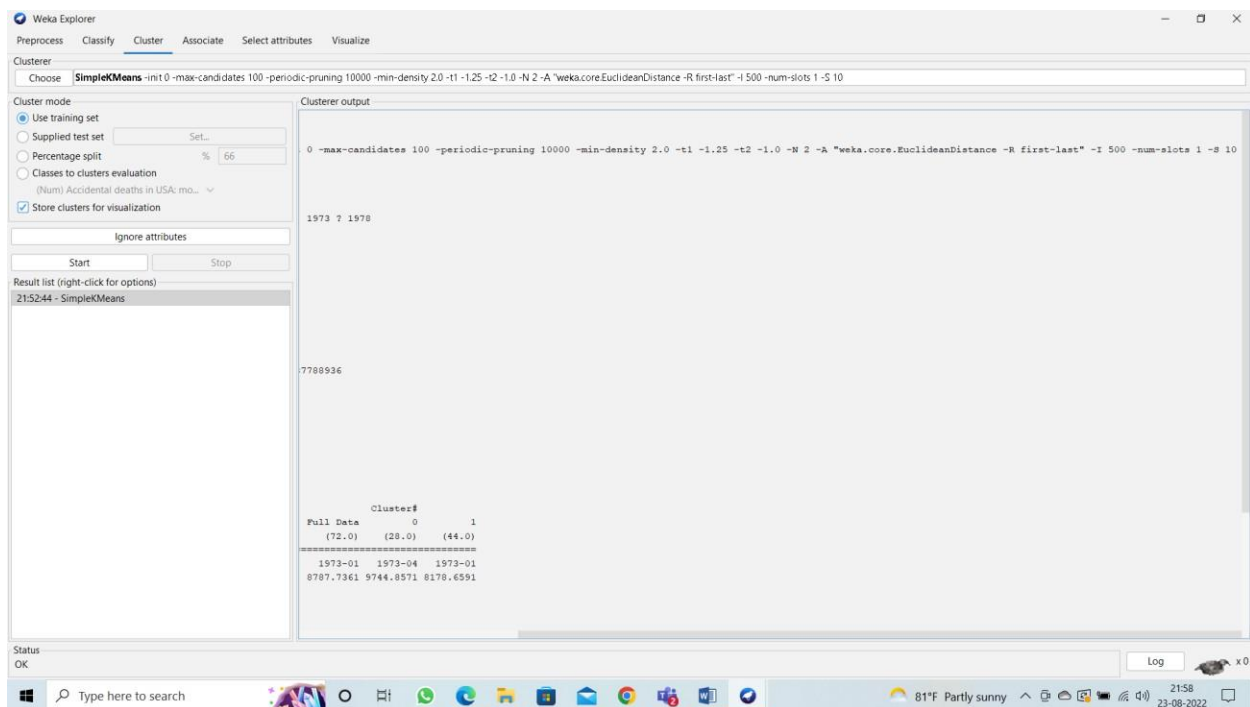 Weka Explorer
Preprocess Classify Cluster Associate Select attributes Visualize
Clusterer
Choose SimpleKMeans -init 0 -max-candidates 100 -periodic-pruning 10000 -min-density 2.0 -t1 -1.25 -t2 -1.0 -N 2 -A "weka.core.EuclideanDistance -R first-last" -I 500 -num-slots 1 -S 10
Cluster mode
Use training set
Supplied test set Set...
Percentage split % 66
Classes to clusters evaluation
(Num) Accidental deaths in USA: mo...
Store clusters for visualization
Ignore attributes
Start Stop
Result list (right-click for options)
21:52:44 - SimpleKMeans
Clusterer output
0 -max-candidates 100 -periodic-pruning 10000 -min-density 2.0 -t1 -1.25 -t2 -1.0 -N 2 -A "weka.core.EuclideanDistance -R first-last" -I 500 -num-slots 1 -S 10
1973 ? 1978
7788936
Cluster#
Full Data 0 1
(72.0) (28.0) (44.0)
==================================
1973-01 1973-04 1973-01
8787.7361 9744.8571 8178.6591
Status
OK
Log x 0
Type here to search
81°F Partly sunny
21:58
23-08-2022